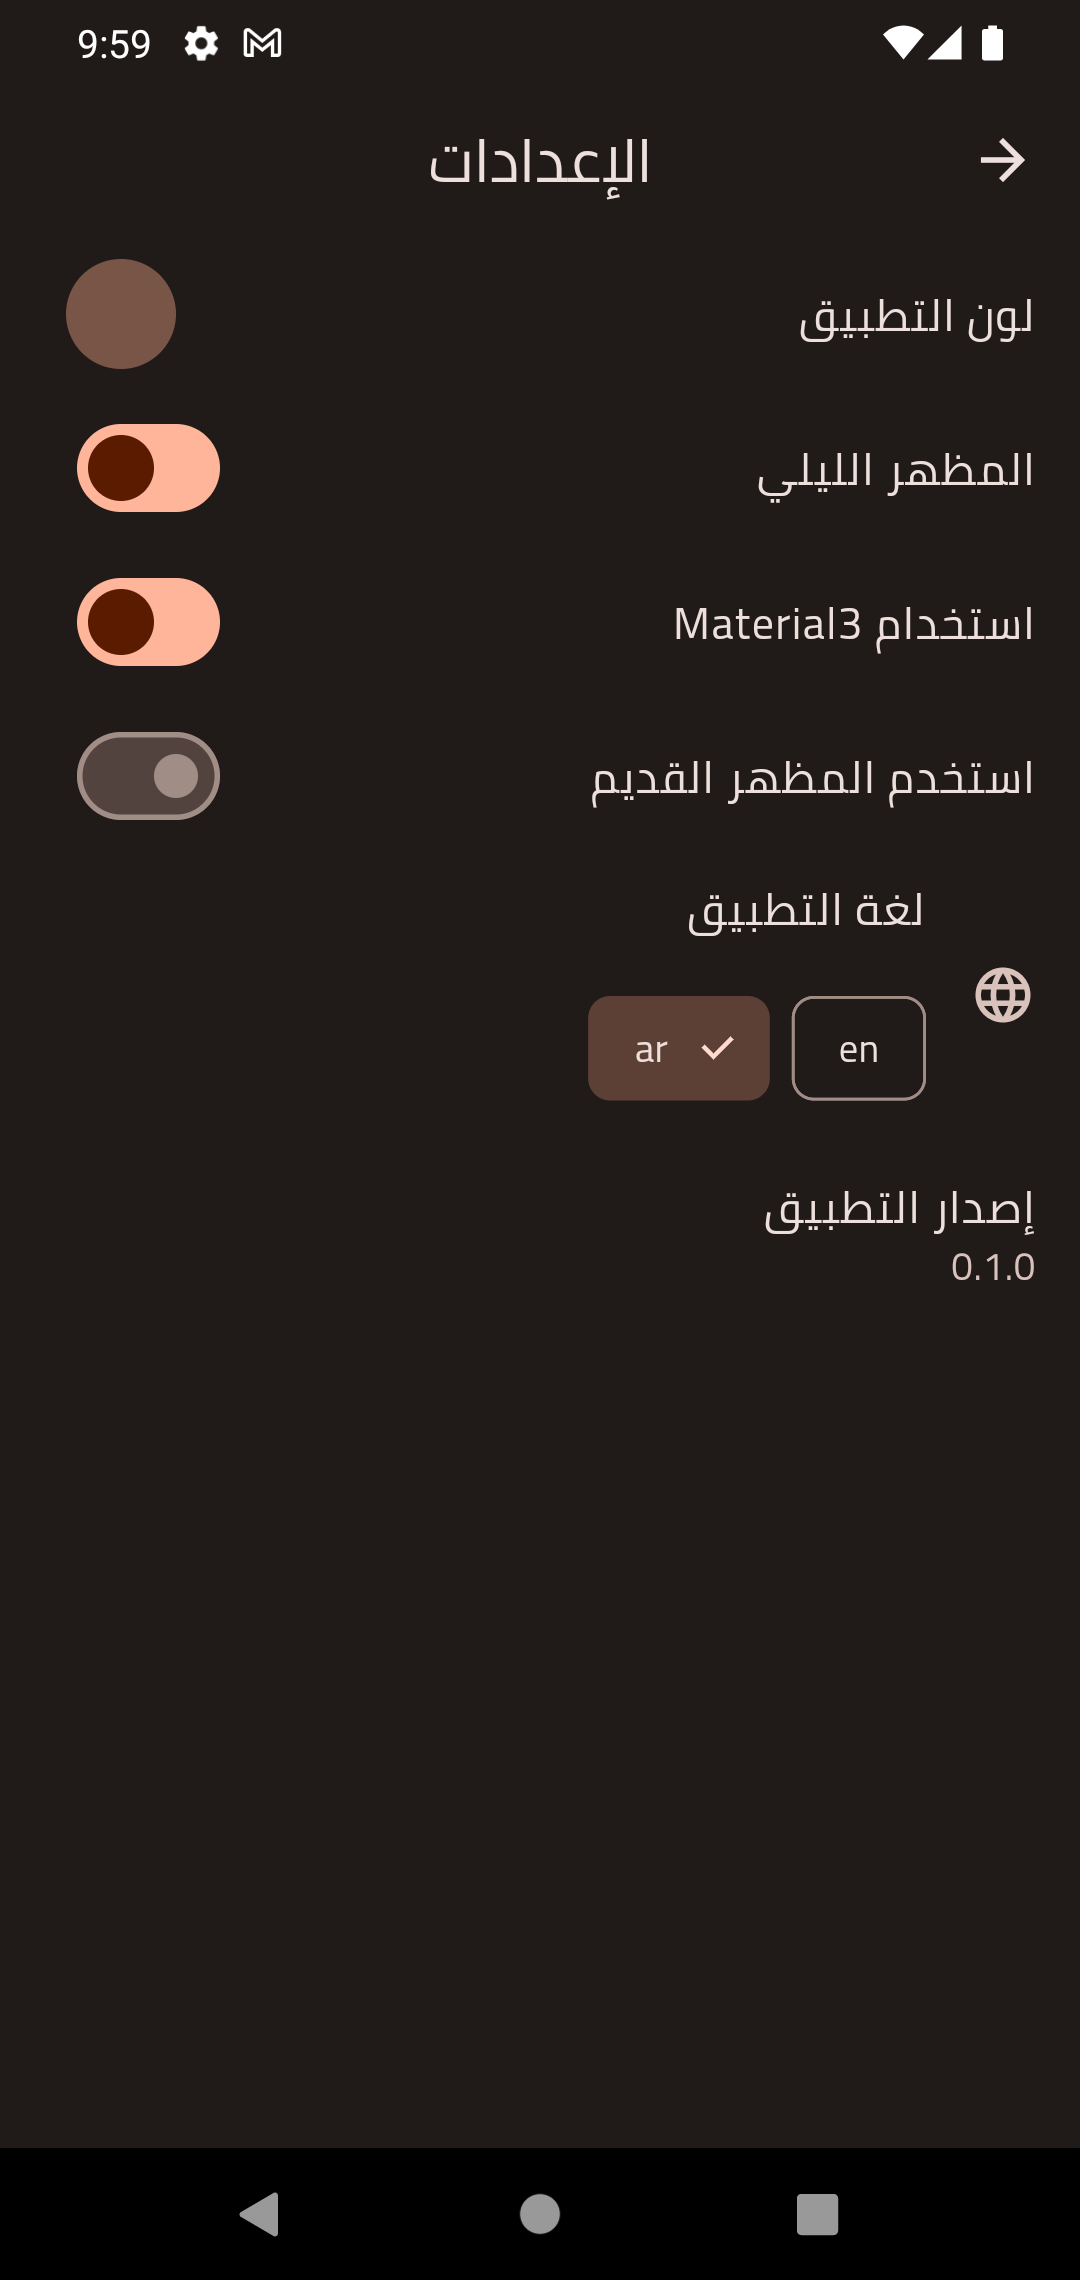 9:59
الإعدادات
لون التطبيق
المظهر الليلي
استخدام Material3
استخدم المظهر القديم
لغة التطبيق
en
ar
إصدار التطبيق
0.1.0